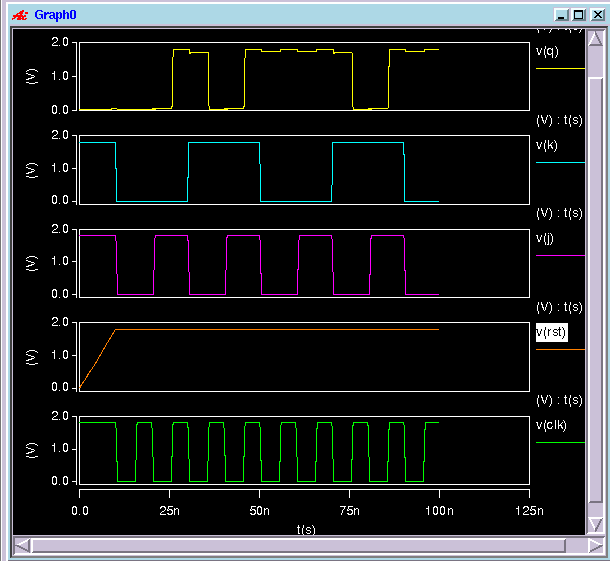 Graph0
(V) : t(s)
2.0
1.0
0.0
(V)
v(q)
(V) : t(s)
2.0
1.0
0.0
(V)
v(k)
(V) : t(s)
2.0
1.0
0.0
(V)
v(j)
(V) : t(s)
2.0
1.0
0.0
(V)
v(rst)
(V) : t(s)
2.0
1.0
0.0
(V)
v(clk)
0.0 25n 50n 75n 100n 125n
t(s)